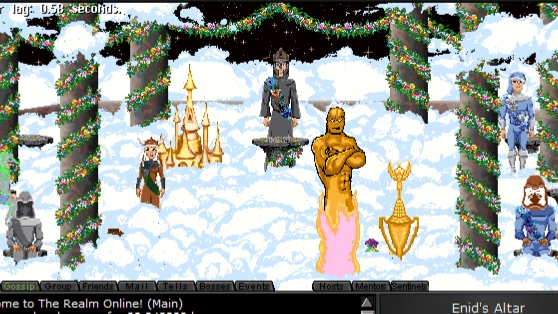 lag: 0.58 seconds.
Gossip Group Friends Mail Tells Bosses Events Hosts Mentors Sentinels
ome to The Realm Online! (Main)
Enid's Altar